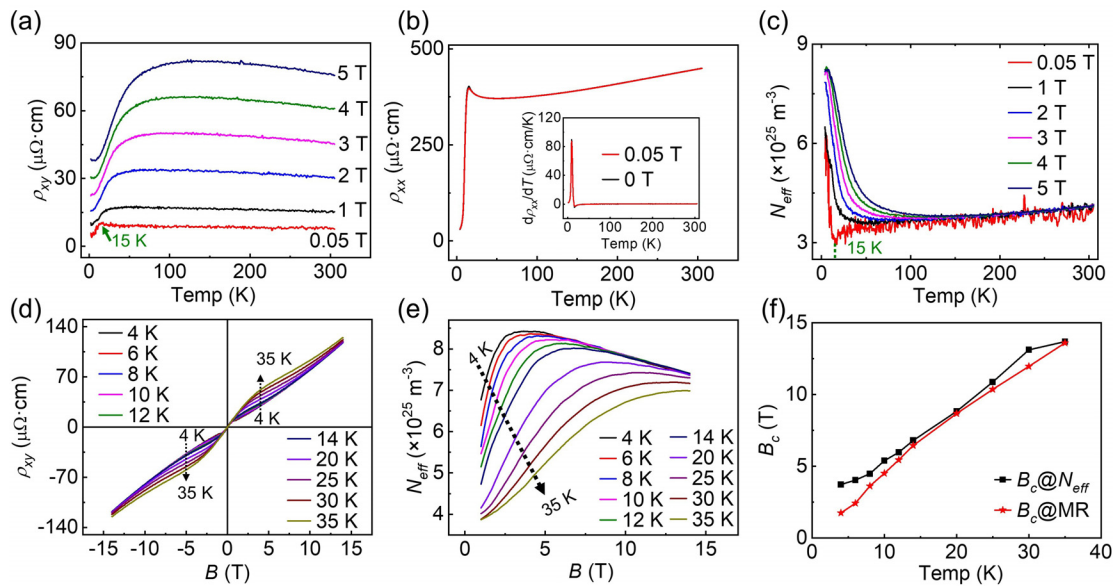 (a)
90
60
30
0
ρxy (μΩ·cm)
5 T
4 T
3 T
2 T
1 T
0.05 T
15 K
0 100 200 300
Temp (K)
(b)
500
250
0
ρxx (μΩ·cm)
120
80
40
0
dρxx/dT (μΩ·cm/K)
0.05 T
0 T
0 100 200 300
Temp (K)
0 100 200 300
Temp (K)
(c)
9
6
3
Neff (×10²⁵ m⁻³)
0.05 T
1 T
2 T
3 T
4 T
5 T
15 K
0 100 200 300
Temp (K)
(d)
140
70
0
-70
-140
ρxy (μΩ·cm)
4 K
6 K
8 K
10 K
12 K
35 K
4 K
4 K
35 K
14 K
20 K
25 K
30 K
35 K
-15 -10 -5 0 5 10 15
B (T)
(e)
8
7
6
5
4
Neff (×10²⁵ m⁻³)
4 K
35 K
4 K
6 K
8 K
10 K
12 K
14 K
20 K
25 K
30 K
35 K
0 5 10 15
B (T)
(f)
15
10
5
0
Bc (T)
Bc@Neff
Bc@MR
0 10 20 30 40
Temp (K)